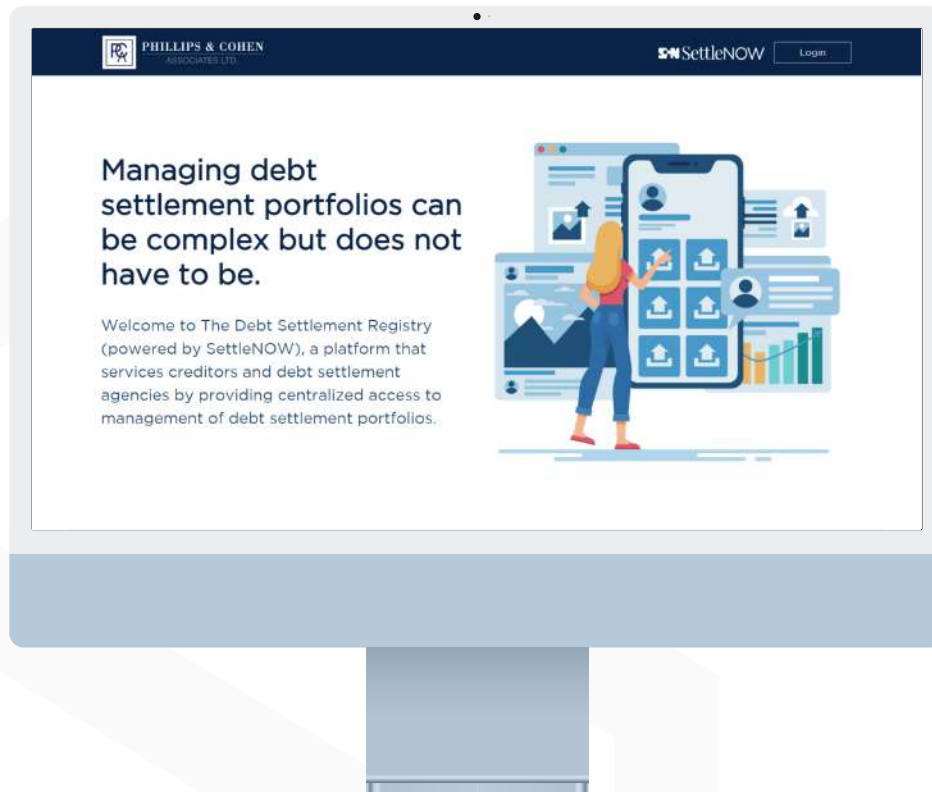 PHILLIPS & COHEN
ASSOCIATES LTD.
S·N SettleNOW
Login
Managing debt
settlement portfolios can
be complex but does not
have to be.
Welcome to The Debt Settlement Registry
(powered by SettleNOW), a platform that
services creditors and debt settlement
agencies by providing centralized access to
management of debt settlement portfolios.